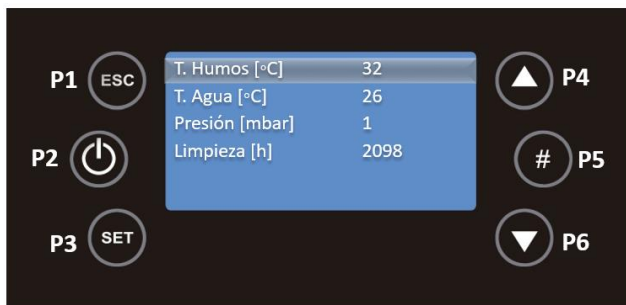 P1 ESC
T. Humos [°C] 32
P4
T. Agua [°C] 26
Presión [mbar] 1
P2
Limpieza [h] 2098
# P5
P3 SET
P6